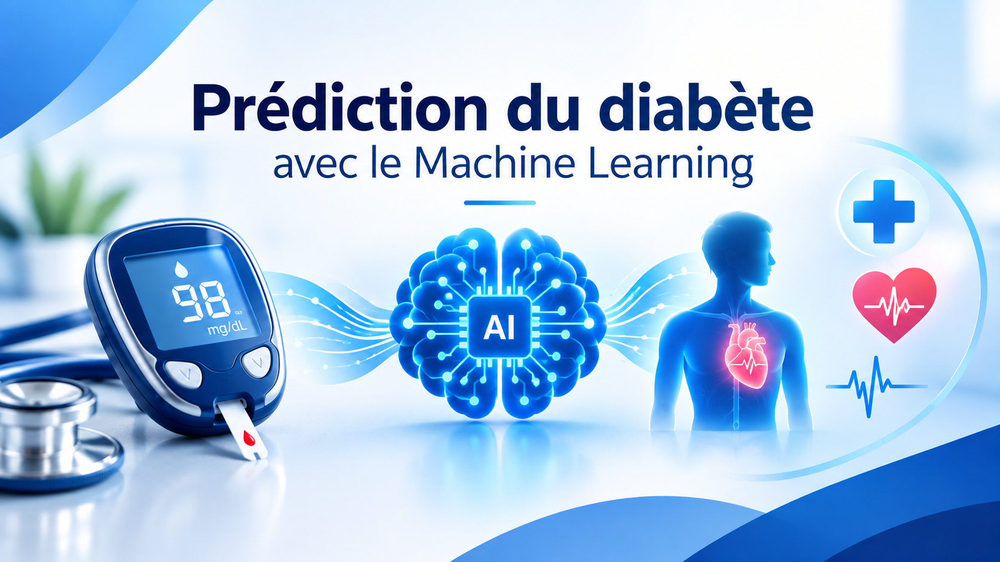 Prédiction du diabète
avec le Machine Learning
98
mg/dL
AI